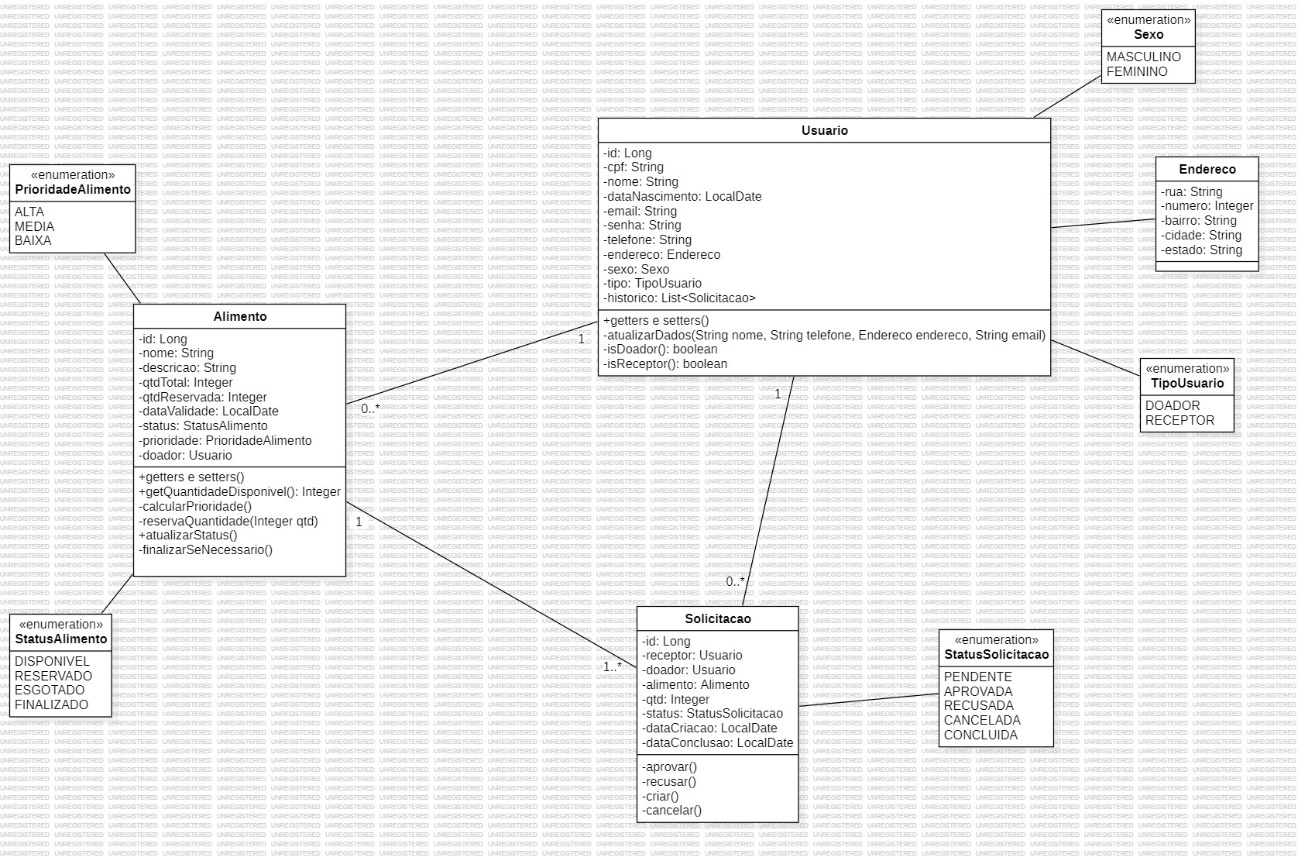 «enumeration»
Sexo
MASCULINO
FEMININO
Usuario
-id: Long
-cpf: String
-nome: String
-dataNascimento: LocalDate
-email: String
-senha: String
-telefone: String
-endereco: Endereco
-sexo: Sexo
-tipo: TipoUsuario
-historico: List<Solicitacao>
+getters e setters()
-atualizarDados(String nome, String telefone, Endereco endereco, String email)
-isDoador(): boolean
-isReceptor(): boolean
Endereco
-rua: String
-numero: Integer
-bairro: String
-cidade: String
-estado: String
«enumeration»
PrioridadeAlimento
ALTA
MEDIA
BAIXA
Alimento
-id: Long
-nome: String
-descricao: String
-qtdTotal: Integer
-qtdReservada: Integer
-dataValidade: LocalDate
-status: StatusAlimento
-prioridade: PrioridadeAlimento
-doador: Usuario
+getters e setters()
+getQuantidadeDisponivel(): Integer
-calcularPrioridade()
-reservaQuantidade(Integer qtd)
+atualizarStatus()
-finalizarSeNecessario()
1
0..*
«enumeration»
TipoUsuario
DOADOR
RECEPTOR
1
0..*
1
1..*
«enumeration»
StatusAlimento
DISPONIVEL
RESERVADO
ESGOTADO
FINALIZADO
Solicitacao
-id: Long
-receptor: Usuario
-doador: Usuario
-alimento: Alimento
-qtd: Integer
-status: StatusSolicitacao
-dataCriacao: LocalDate
-dataConclusao: LocalDate
-aprovar()
-recusar()
-criar()
-cancelar()
«enumeration»
StatusSolicitacao
PENDENTE
APROVADA
RECUSADA
CANCELADA
CONCLUIDA
UNREGISTERED